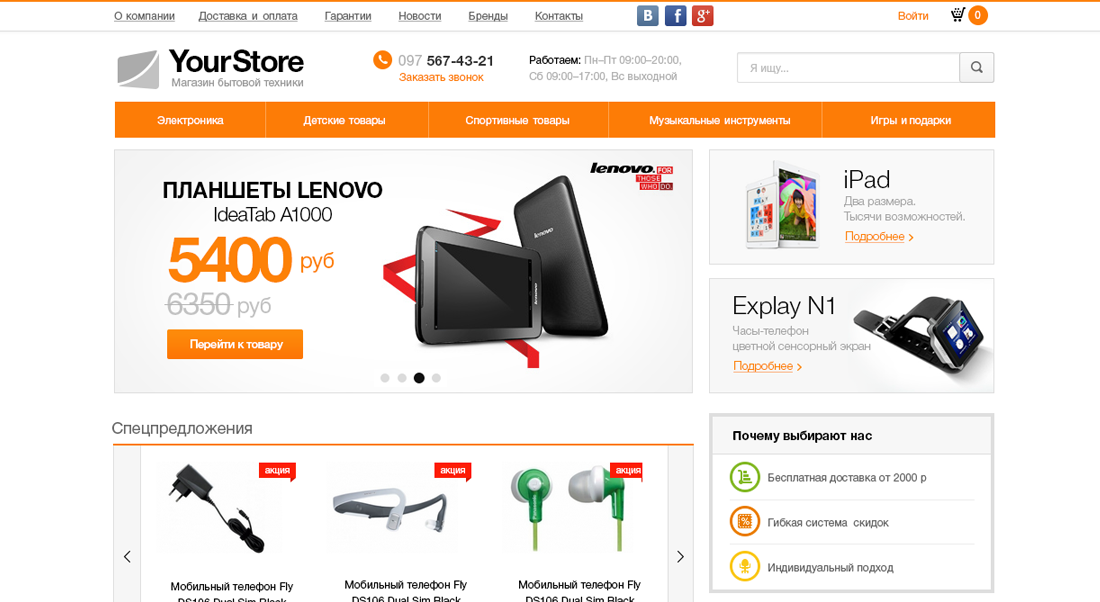 О компании
Доставка и оплата
Гарантии
Новости
Бренды
Контакты
B
f
g+
Войти
0
YourStore
Магазин бытовой техники
097 567-43-21
Заказать звонок
Работаем: Пн–Пт 09:00–20:00,
Сб 09:00–17:00, Вс выходной
Я ищу...
Электроника
Детские товары
Спортивные товары
Музыкальные инструменты
Игры и подарки
lenovo. FOR
THOSE
WHO DO.
ПЛАНШЕТЫ LENOVO
IdeaTab A1000
5400 руб
6350 руб
Перейти к товару
lenovo
lenovo
iPad
Два размера.
Тысячи возможностей.
Подробнее
Explay N1
Часы-телефон
цветной сенсорный экран
Подробнее
Спецпредложения
акция
акция
акция
Мобильный телефон Fly
DS106 Dual Sim Black
Мобильный телефон Fly
DS106 Dual Sim Black
Мобильный телефон Fly
DS106 Dual Sim Black
Почему выбирают нас
Бесплатная доставка от 2000 р
Гибкая система скидок
Индивидуальный подход